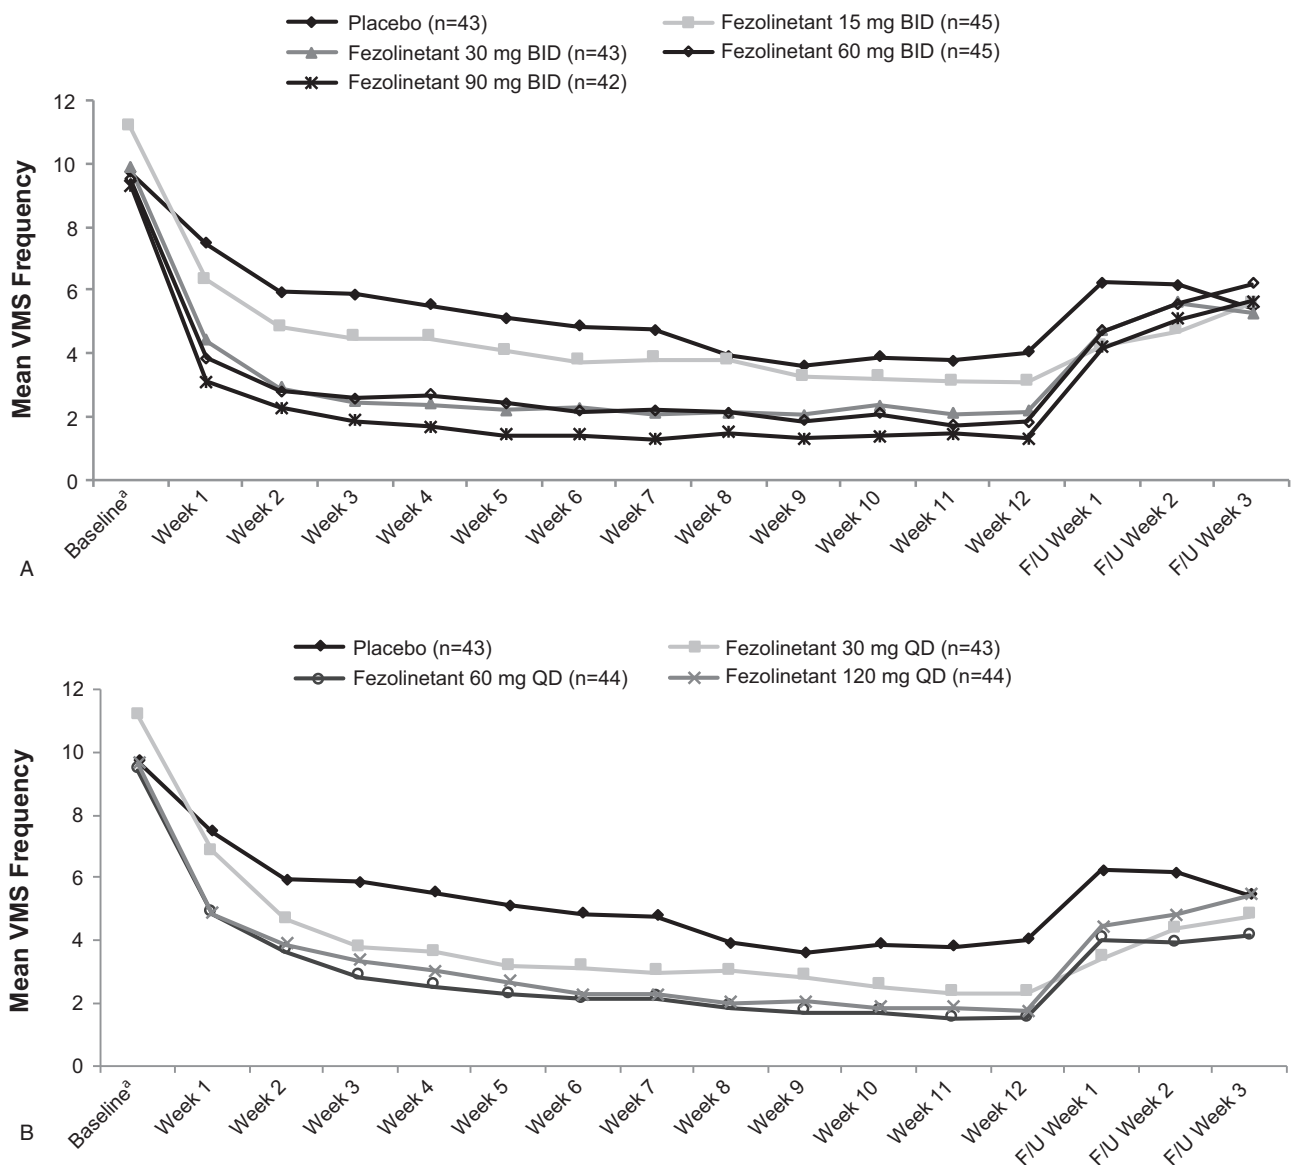 Placebo (n=43)
Fezolinetant 15 mg BID (n=45)
Fezolinetant 30 mg BID (n=43)
Fezolinetant 60 mg BID (n=45)
Fezolinetant 90 mg BID (n=42)
Mean VMS Frequency
12
10
8
6
4
2
0
Baselineᵃ
Week 1
Week 2
Week 3
Week 4
Week 5
Week 6
Week 7
Week 8
Week 9
Week 10
Week 11
Week 12
F/U Week 1
F/U Week 2
F/U Week 3
A
Placebo (n=43)
Fezolinetant 30 mg QD (n=43)
Fezolinetant 60 mg QD (n=44)
Fezolinetant 120 mg QD (n=44)
Mean VMS Frequency
12
10
8
6
4
2
0
Baselineᵃ
Week 1
Week 2
Week 3
Week 4
Week 5
Week 6
Week 7
Week 8
Week 9
Week 10
Week 11
Week 12
F/U Week 1
F/U Week 2
F/U Week 3
B